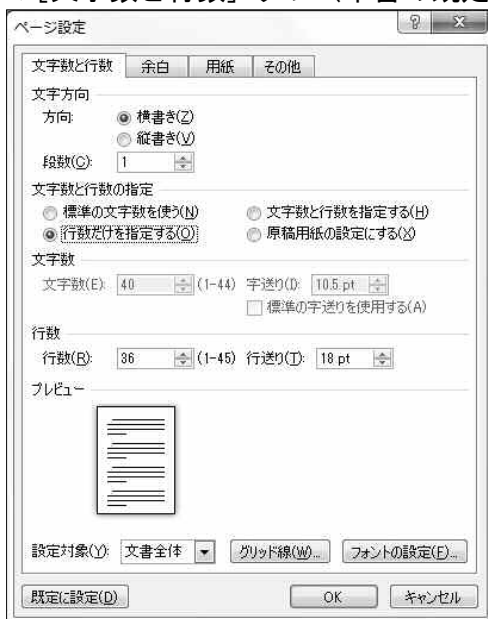 ページ設定
文字数と行数 余白 用紙 その他
文字方向
方向: 横書き(Z)
縦書き(V)
段数(C): 1
文字数と行数の指定
標準の文字数を使う(N) 文字数と行数を指定する(H)
行数だけを指定する(O) 原稿用紙の設定にする(X)
文字数
文字数(E): 40 (1-44) 字送り(I): 10.5 pt
標準の字送りを使用する(A)
行数
行数(R): 36 (1-45) 行送り(T): 18 pt
プレビュー
設定対象(Y): 文書全体 グリッド線(W)... フォントの設定(F)...
既定に設定(D) OK キャンセル